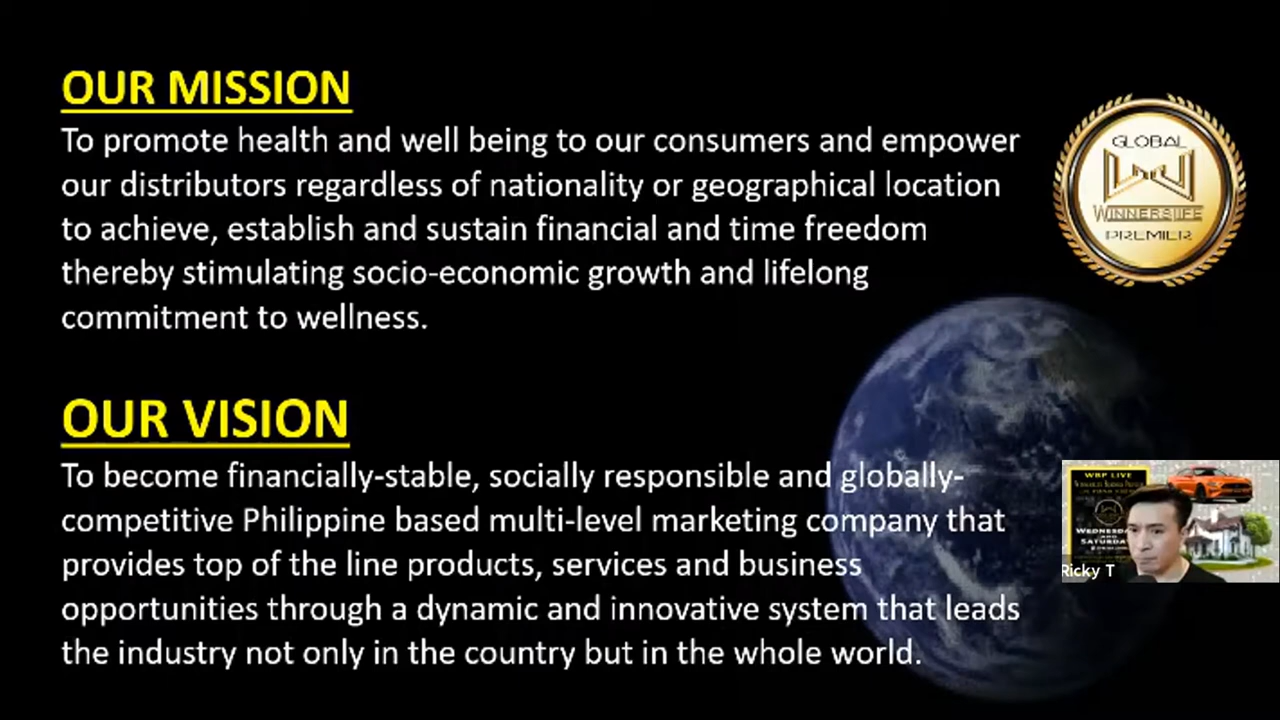 OUR MISSION
To promote health and well being to our consumers and empower
our distributors regardless of nationality or geographical location
to achieve, establish and sustain financial and time freedom
thereby stimulating socio-economic growth and lifelong
commitment to wellness.
GLOBAL
WINNERSLIFE
PREMIER
OUR VISION
To become financially-stable, socially responsible and globally-
competitive Philippine based multi-level marketing company that
provides top of the line products, services and business
opportunities through a dynamic and innovative system that leads
the industry not only in the country but in the whole world.
WBP LIVE
Ricky T